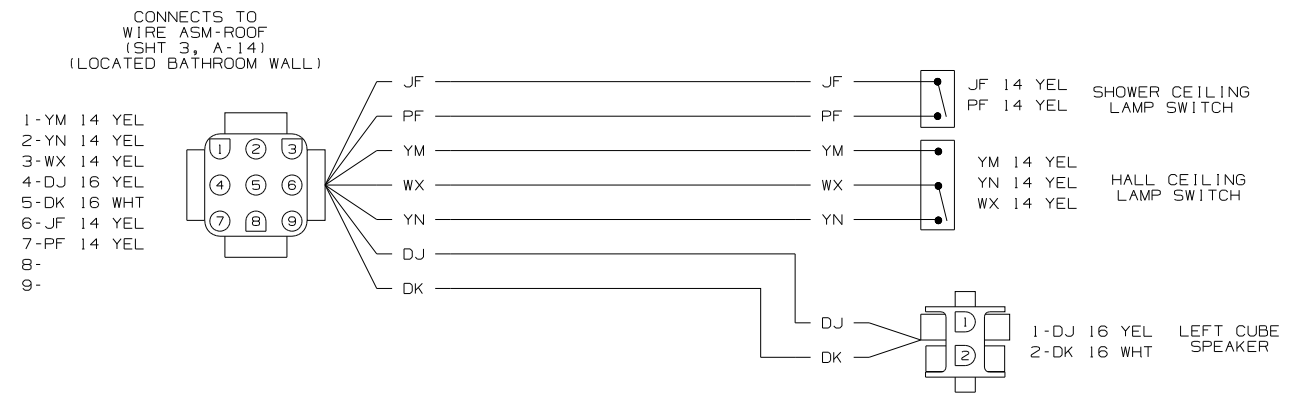 CONNECTS TO
WIRE ASM-ROOF
(SHT 3, A-14)
(LOCATED BATHROOM WALL)
1-YM 14 YEL
2-YN 14 YEL
3-WX 14 YEL
4-DJ 16 YEL
5-DK 16 WHT
6-JF 14 YEL
7-PF 14 YEL
8-
9-
1 2 3
4 5 6
7 8 9
JF JF
PF PF
YM YM
WX WX
YN YN
DJ
DK
JF 14 YEL
PF 14 YEL
SHOWER CEILING
LAMP SWITCH
YM 14 YEL
YN 14 YEL
WX 14 YEL
HALL CEILING
LAMP SWITCH
DJ
DK
1
2
1-DJ 16 YEL
2-DK 16 WHT
LEFT CUBE
SPEAKER